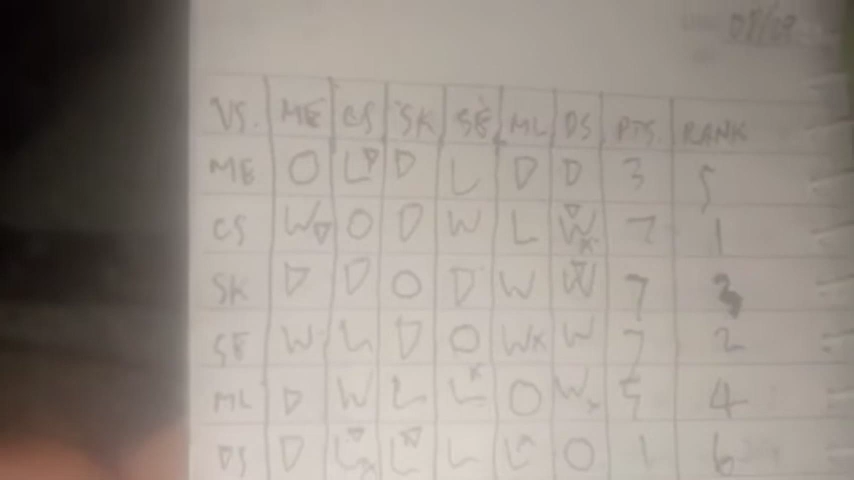 VS. ME CS SK SE ML DS PTS. RANK
ME O L D D L D D 3 5
CS W D O D W L W 7 1
SK D D O D W W 7 3
SE W L D O W W 7 2
ML D W L L O W 5 4
DS D L L L L O 1 6